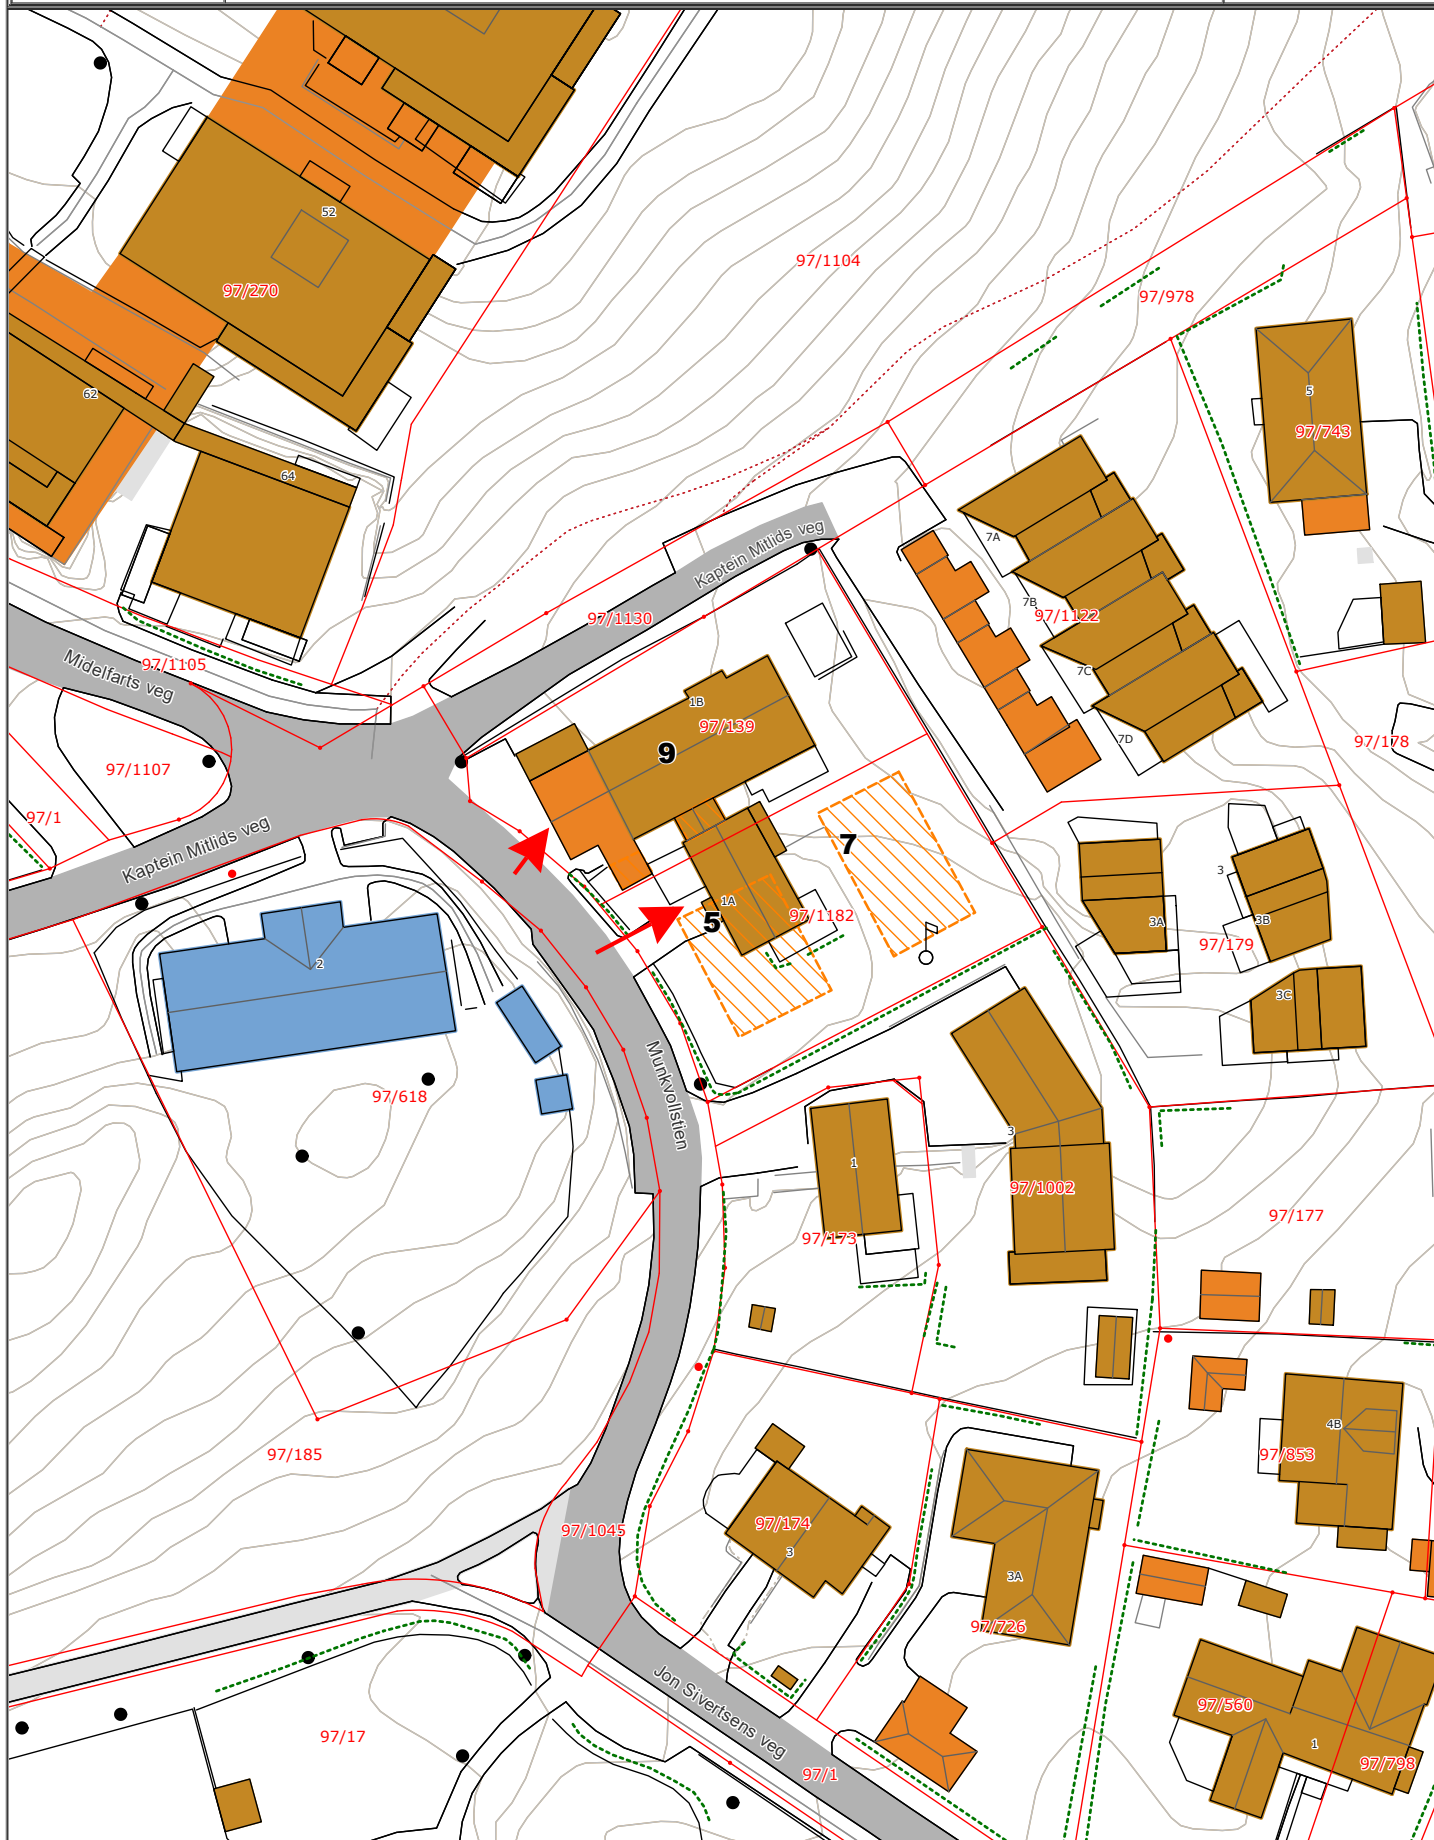 52
97/270
97/1104
97/978
62
5
97/743
64
Kaptein Mitlids veg
7A
7B
97/1122
97/1130
Midelfarts veg
97/1105
7C
1B
97/139
7D
97/178
9
97/1107
97/1
7
Kaptein Mitlids veg
3
1A
5
97/1182
3A
3B
97/179
2
3C
Munkvollstien
97/618
3
1
97/1002
97/177
97/173
4B
97/185
97/853
97/1045
97/174
3
3A
97/726
97/560
97/17
Jon Sivertsens veg
1
97/798
97/1